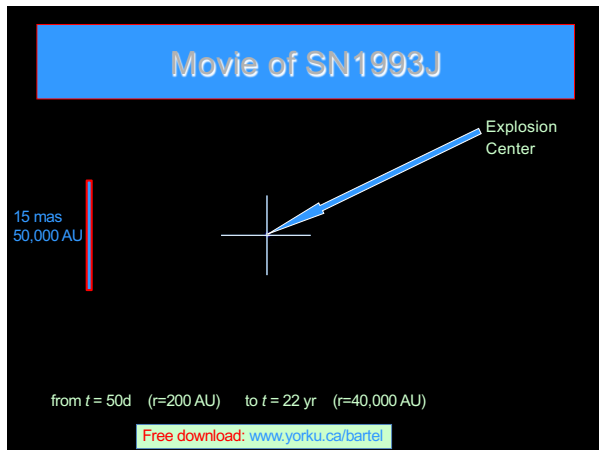 Movie of SN1993J
Explosion
Center
15 mas
50,000 AU
from t = 50d (r=200 AU) to t = 22 yr (r=40,000 AU)
Free download: www.yorku.ca/bartel